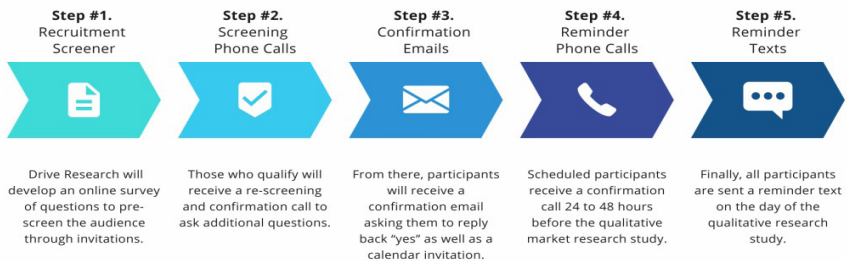 Step #1.
Recruitment
Screener
Drive Research will
develop an online survey
of questions to pre-
screen the audience
through invitations.
Step #2.
Screening
Phone Calls
Those who qualify will
receive a re-screening
and confirmation call to
ask additional questions.
Step #3.
Confirmation
Emails
From there, participants
will receive a
confirmation email
asking them to reply
back “yes” as well as a
calendar invitation.
Step #4.
Reminder
Phone Calls
Scheduled participants
receive a confirmation
call 24 to 48 hours
before the qualitative
market research study.
Step #5.
Reminder
Texts
Finally, all participants
are sent a reminder text
on the day of the
qualitative research
study.